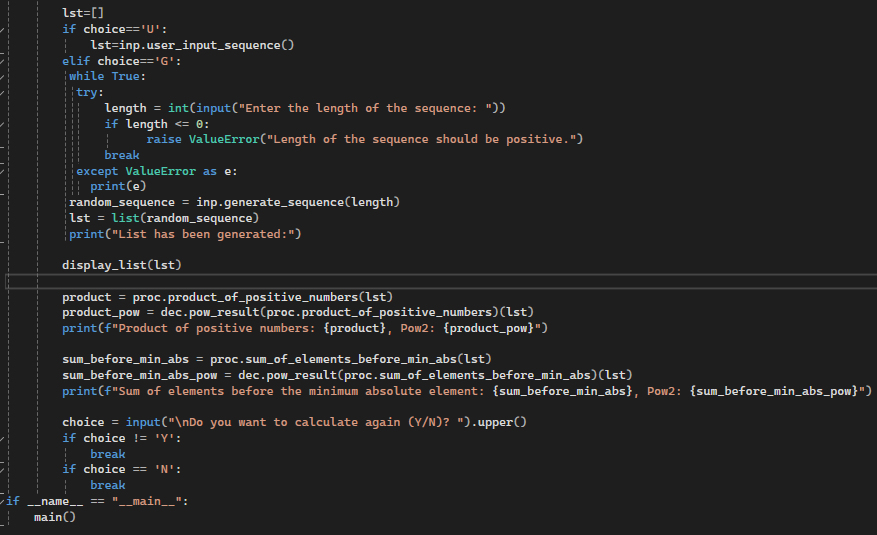 lst=[]
if choice=='U':
lst=inp.user_input_sequence()
elif choice=='G':
while True:
try:
length = int(input("Enter the length of the sequence: "))
if length <= 0:
raise ValueError("Length of the sequence should be positive.")
break
except ValueError as e:
print(e)
random_sequence = inp.generate_sequence(length)
lst = list(random_sequence)
print("List has been generated:")
display_list(lst)
product = proc.product_of_positive_numbers(lst)
product_pow = dec.pow_result(proc.product_of_positive_numbers)(lst)
print(f"Product of positive numbers: {product}, Pow2: {product_pow}")
sum_before_min_abs = proc.sum_of_elements_before_min_abs(lst)
sum_before_min_abs_pow = dec.pow_result(proc.sum_of_elements_before_min_abs)(lst)
print(f"Sum of elements before the minimum absolute element: {sum_before_min_abs}, Pow2: {sum_before_min_abs_pow}")
choice = input("\nDo you want to calculate again (Y/N)? ").upper()
if choice != 'Y':
break
if choice == 'N':
break
if __name__ == "__main__":
main()